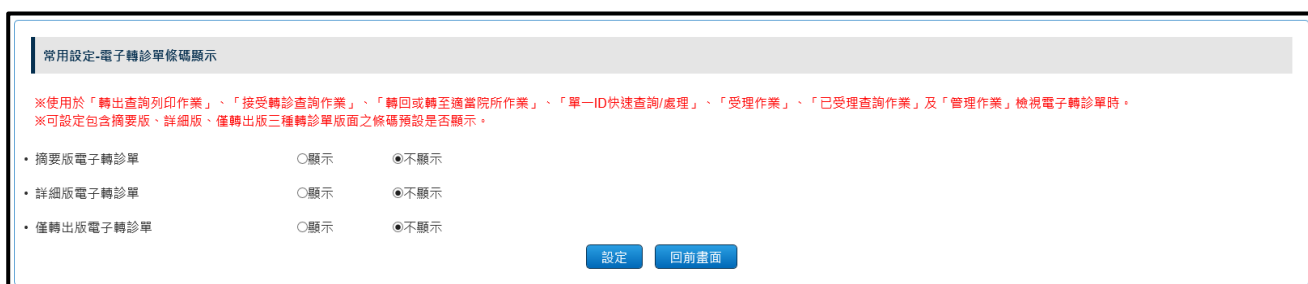 常用設定-電子轉診單條碼顯示
※使用於「轉出查詢列印作業」、「接受轉診查詢作業」、「轉回或轉至適當院所作業」、「單一ID快速查詢/處理」、「受理作業」、「已受理查詢作業」及「管理作業」檢視電子轉診單時。
※可設定包含摘要版、詳細版、僅轉出版三種轉診單版面之條碼預設是否顯示。
• 摘要版電子轉診單 ○顯示 ◉不顯示
• 詳細版電子轉診單 ○顯示 ◉不顯示
• 僅轉出版電子轉診單 ○顯示 ◉不顯示
設定 回前畫面